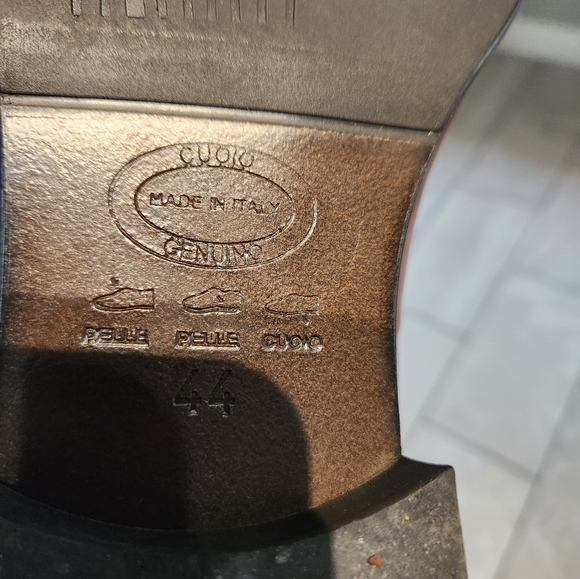 CUOIO
MADE IN ITALY
GENUINO
PELLE PELLE CUOIO
44